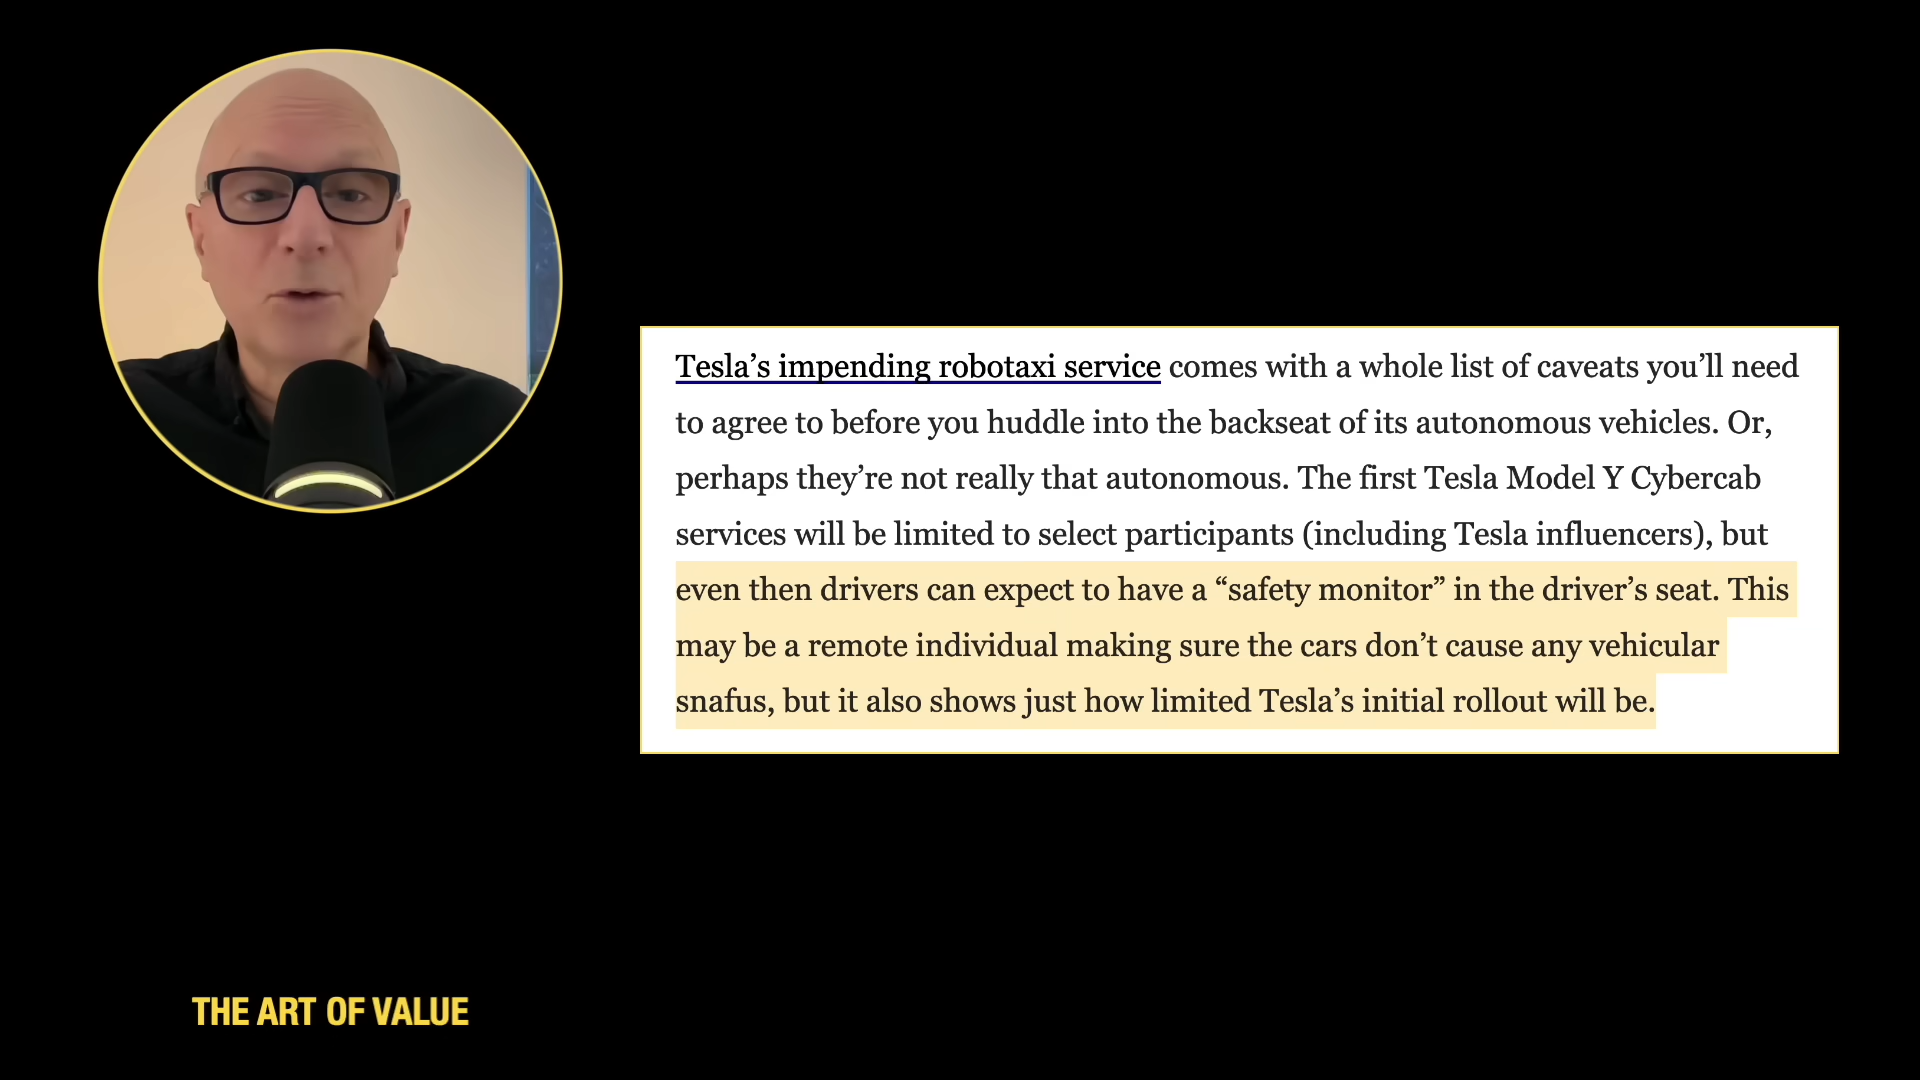 Tesla’s impending robotaxi service comes with a whole list of caveats you’ll need
to agree to before you huddle into the backseat of its autonomous vehicles. Or,
perhaps they’re not really that autonomous. The first Tesla Model Y Cybercab
services will be limited to select participants (including Tesla influencers), but
even then drivers can expect to have a “safety monitor” in the driver’s seat. This
may be a remote individual making sure the cars don’t cause any vehicular
snafus, but it also shows just how limited Tesla’s initial rollout will be.
THE ART OF VALUE